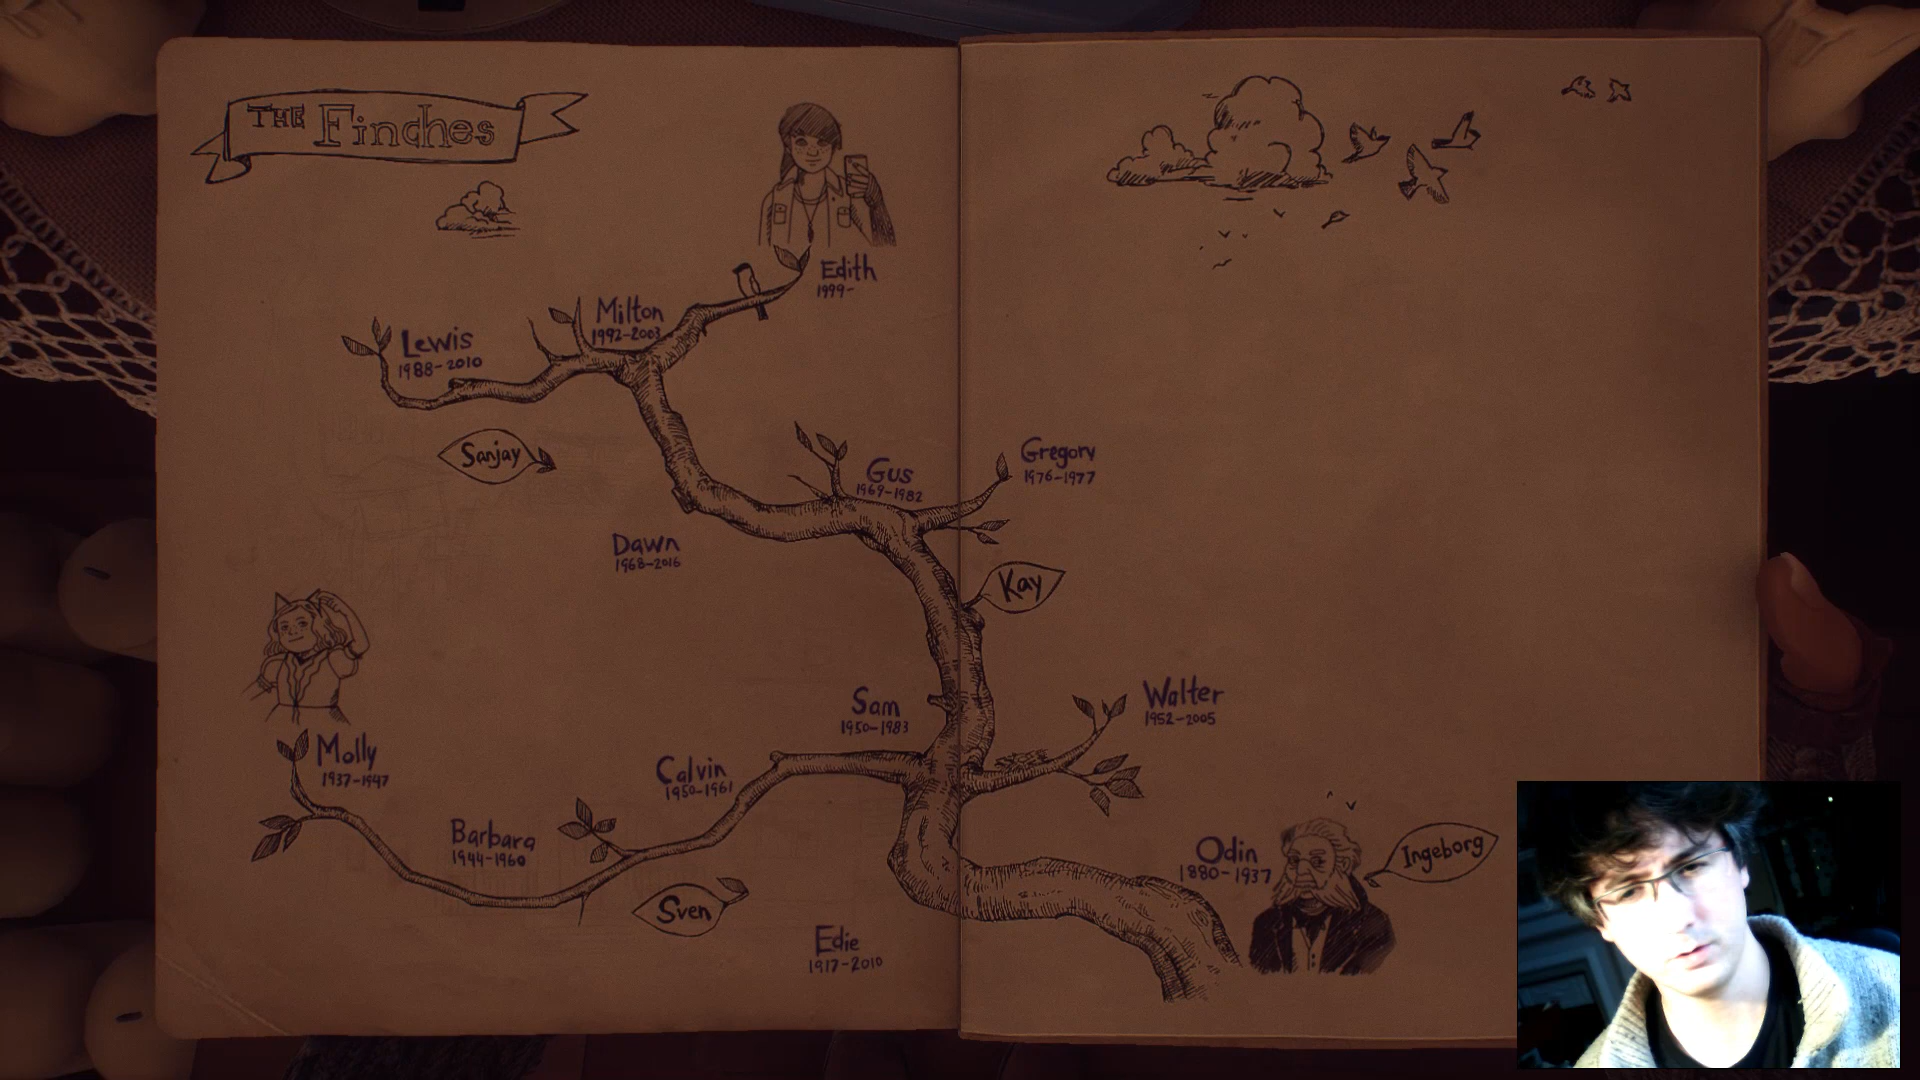 THE Finches
Edith
1999-
Milton
1992-2003
Lewis
1988-2010
Sanjay
Gus
1969-1982
Gregory
1976-1977
Dawn
1968-2016
Kay
Sam
1950-1983
Walter
1952-2005
Molly
1937-1947
Calvin
1950-1961
Barbara
1944-1960
Sven
Odin
1880-1937
Ingeborg
Edie
1917-2010